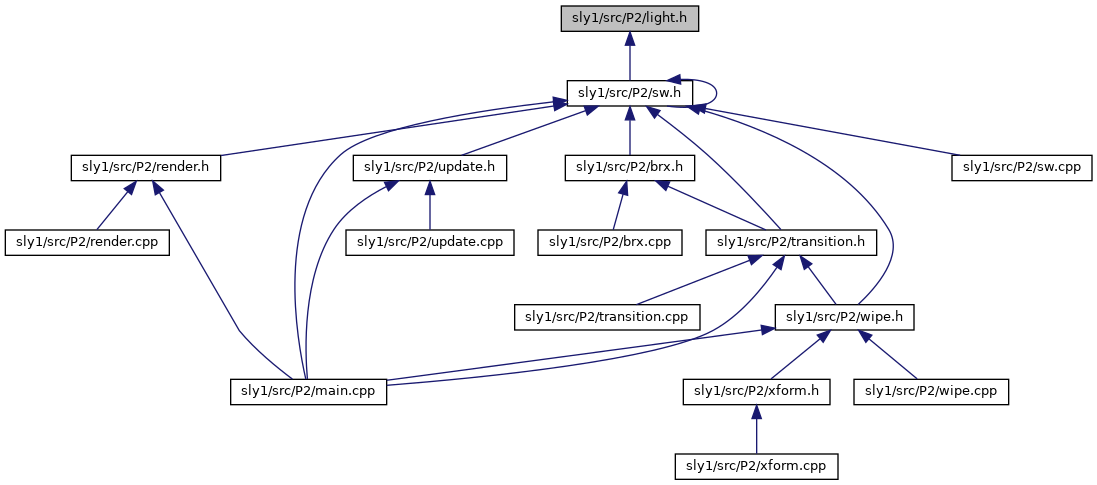 sly1/src/P2/light.h
sly1/src/P2/sw.h
sly1/src/P2/render.h
sly1/src/P2/update.h
sly1/src/P2/brx.h
sly1/src/P2/sw.cpp
sly1/src/P2/render.cpp
sly1/src/P2/update.cpp
sly1/src/P2/brx.cpp
sly1/src/P2/transition.h
sly1/src/P2/transition.cpp
sly1/src/P2/wipe.h
sly1/src/P2/main.cpp
sly1/src/P2/xform.h
sly1/src/P2/wipe.cpp
sly1/src/P2/xform.cpp